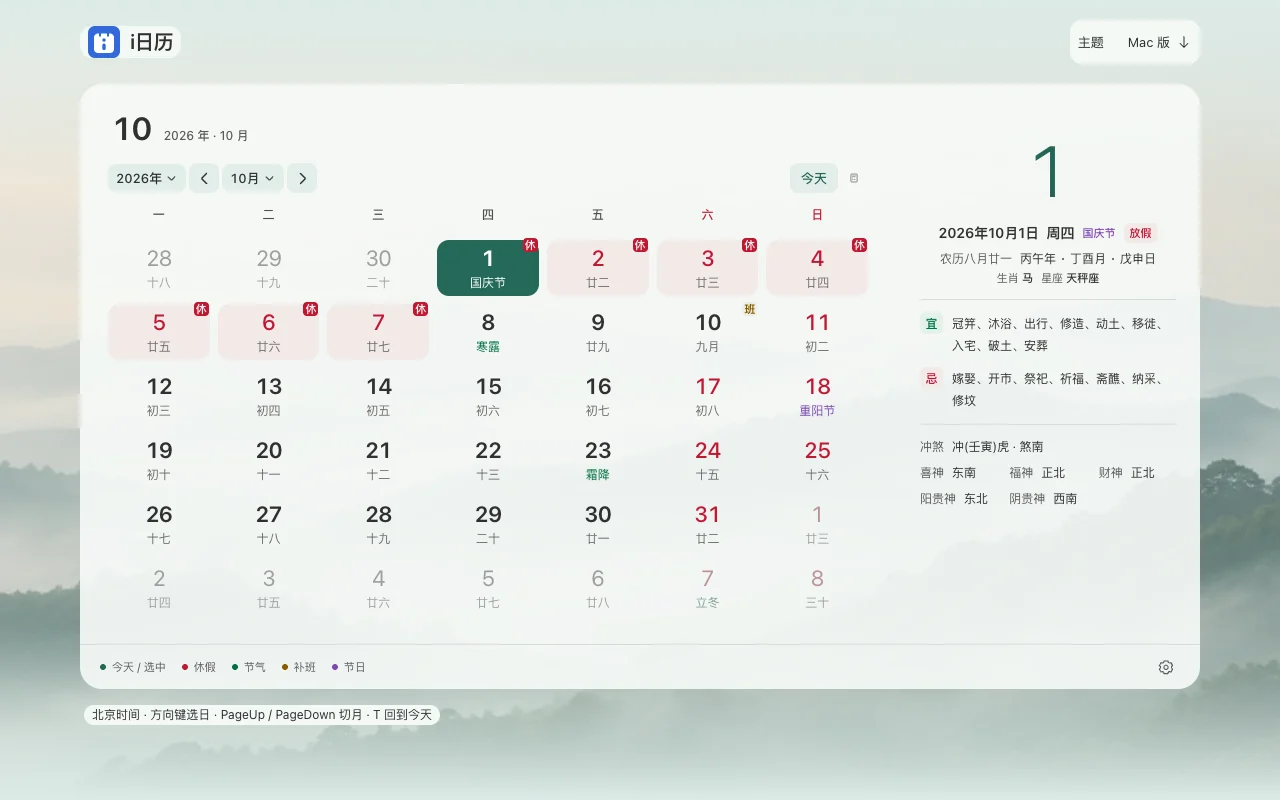 i日历
主题 Mac 版 ↓
10 2026 年 · 10 月
2026年 10月 今天
一 二 三 四 五 六 日
28 29 30 1 休 2 休 3 休 4 休
十八 十九 二十 国庆节 廿二 廿三 廿四
5 休 6 休 7 休 8 9 10 班 11
廿五 廿六 廿七 寒露 廿九 九月 初二
12 13 14 15 16 17 18
初三 初四 初五 初六 初七 初八 重阳节
19 20 21 22 23 24 25
初十 十一 十二 十三 霜降 十五 十六
26 27 28 29 30 31 1
十七 十八 十九 二十 廿一 廿二 廿三
2 3 4 5 6 7 8
廿四 廿五 廿六 廿七 廿八 立冬 三十
1
2026年10月1日 周四 国庆节 放假
农历八月廿一 丙午年 · 丁酉月 · 戊申日
生肖 马 星座 天秤座
宜 冠笄、沐浴、出行、修造、动土、移徙、
入宅、破土、安葬
忌 嫁娶、开市、祭祀、祈福、斋醮、纳采、
修坟
冲煞 冲(壬寅)虎 · 煞南
喜神 东南 福神 正北 财神 正北
阳贵神 东北 阴贵神 西南
今天 / 选中 休假 节气 补班 节日
北京时间 · 方向键选日 · PageUp / PageDown 切月 · T 回到今天